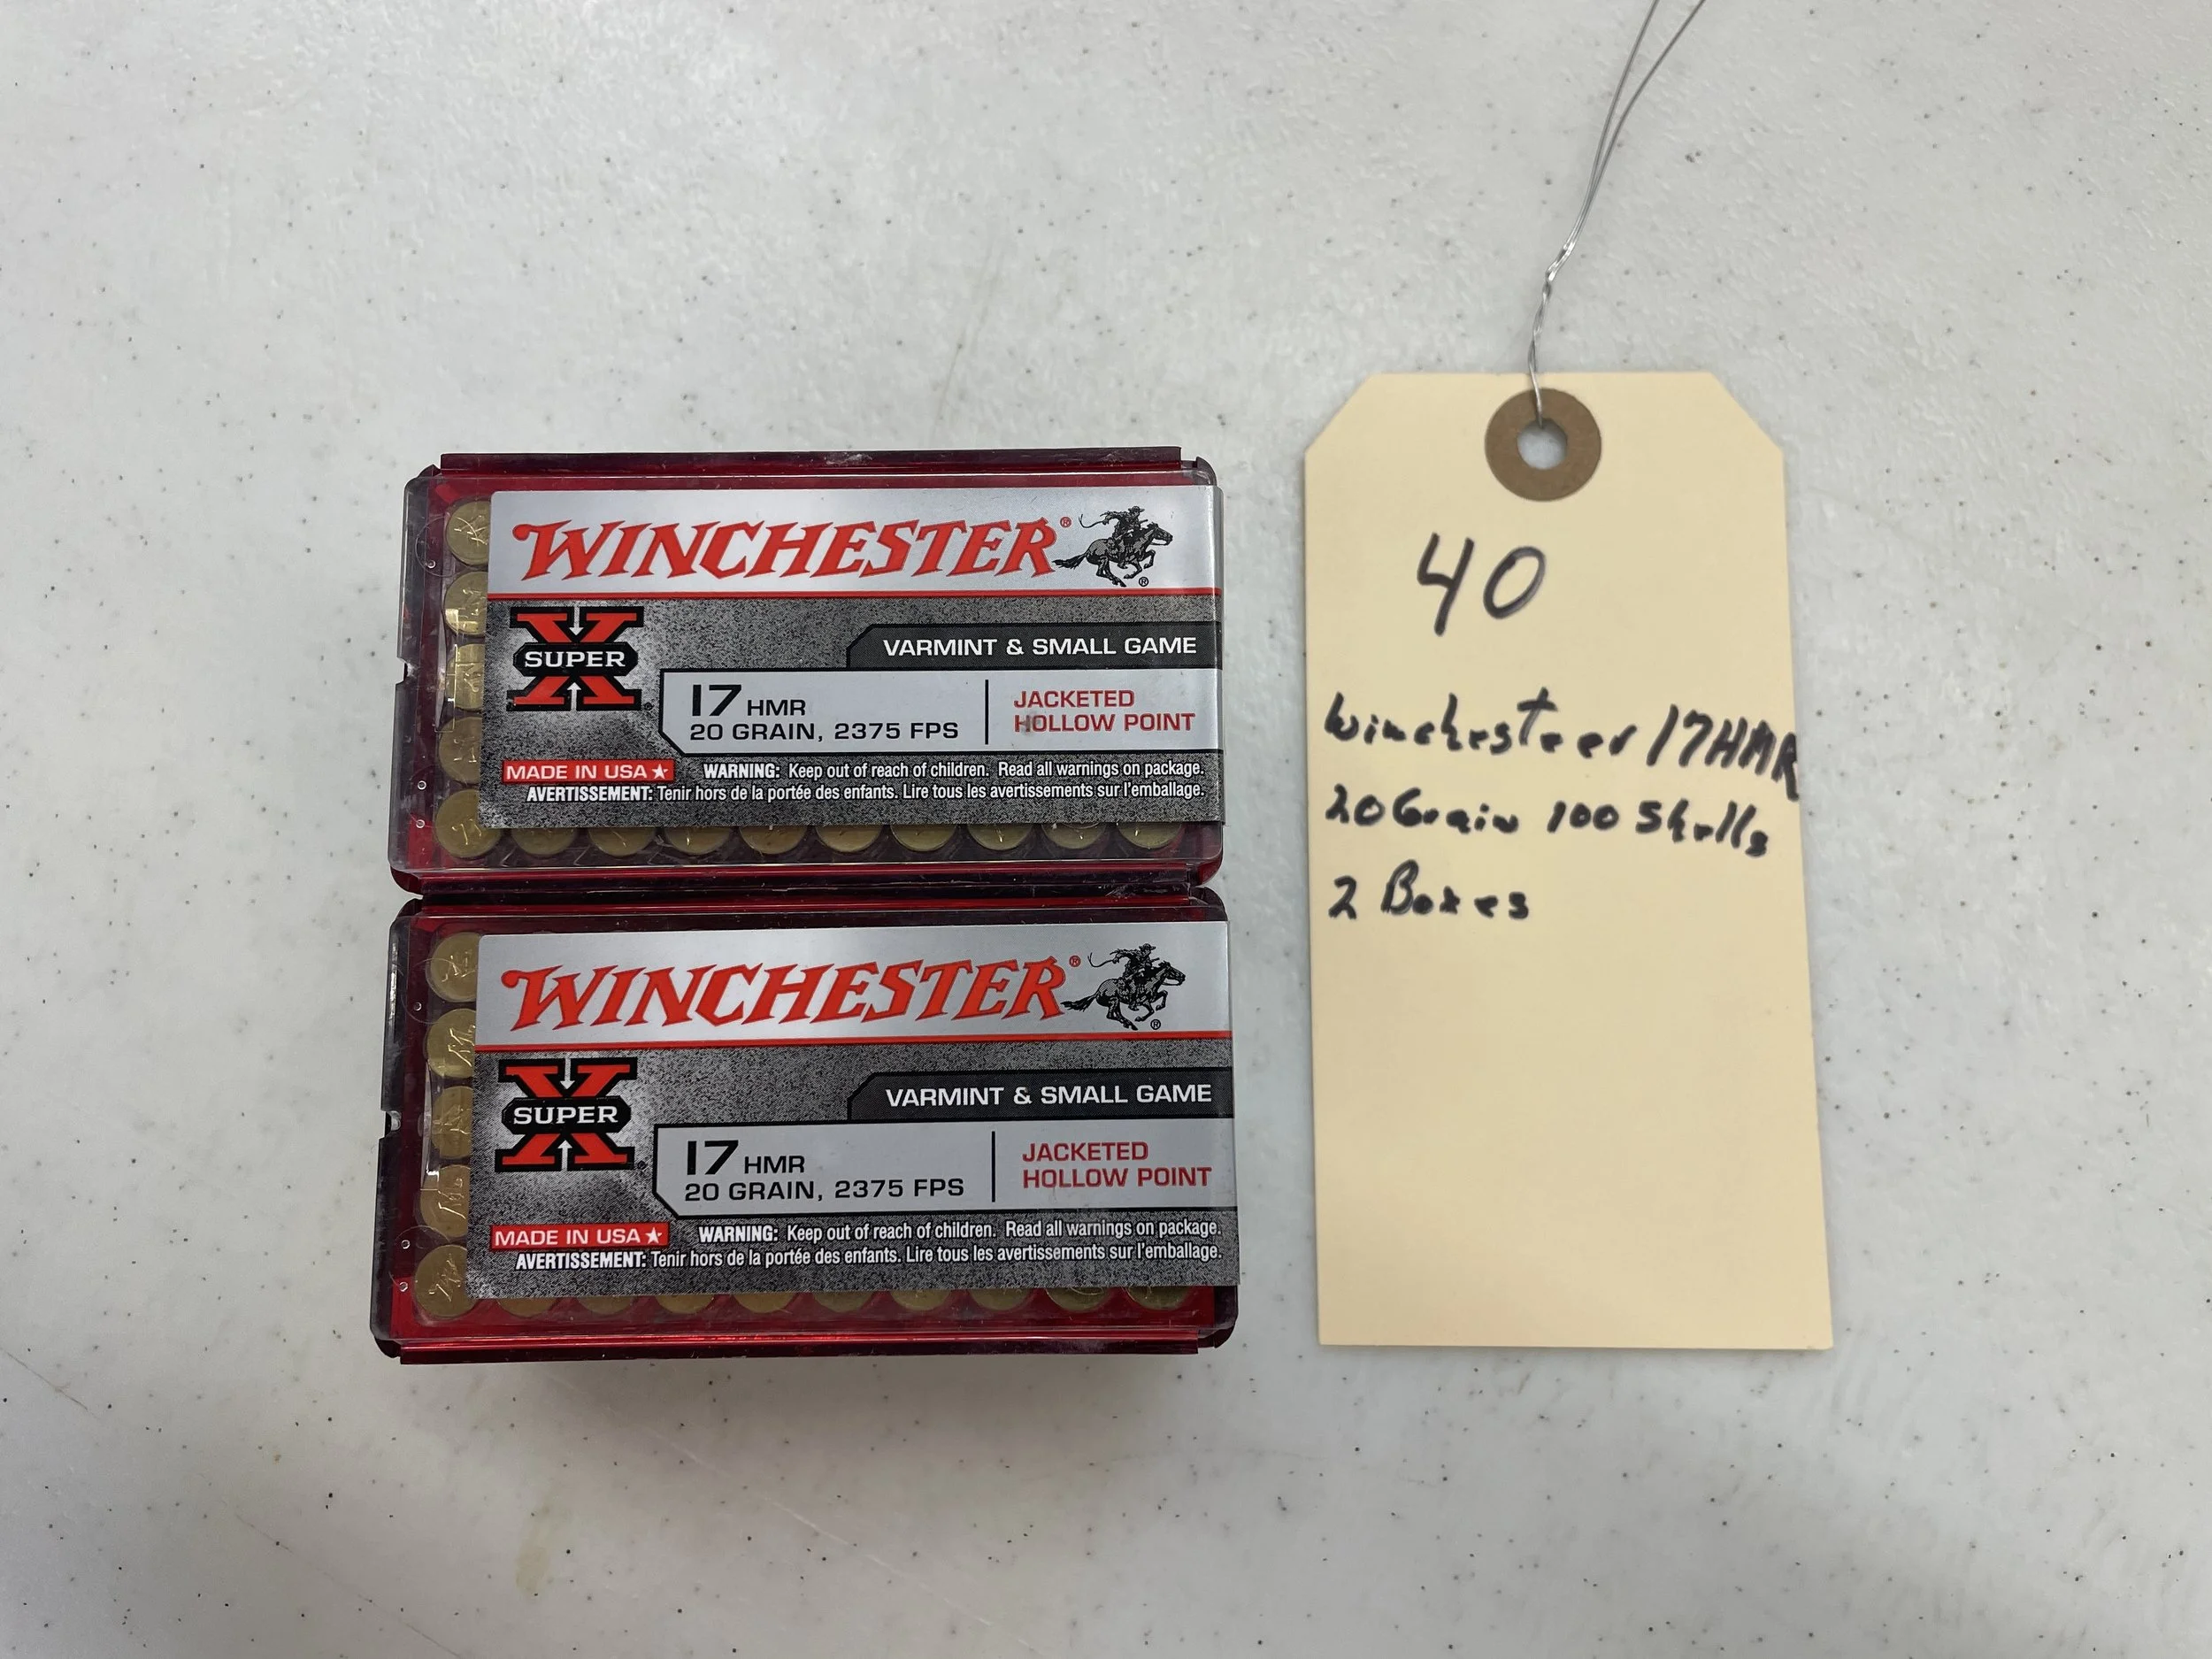 WINCHESTER®
®
SUPER X
VARMINT & SMALL GAME
17 HMR
20 GRAIN, 2375 FPS
JACKETED
HOLLOW POINT
MADE IN USA★
WARNING: Keep out of reach of children. Read all warnings on package.
AVERTISSEMENT: Tenir hors de la portée des enfants. Lire tous les avertissements sur l'emballage.
WINCHESTER®
®
SUPER X
VARMINT & SMALL GAME
17 HMR
20 GRAIN, 2375 FPS
JACKETED
HOLLOW POINT
MADE IN USA★
WARNING: Keep out of reach of children. Read all warnings on package.
AVERTISSEMENT: Tenir hors de la portée des enfants. Lire tous les avertissements sur l'emballage.
40
Winchesteer 17HMR
20 Grain 100 Shells
2 Boxes